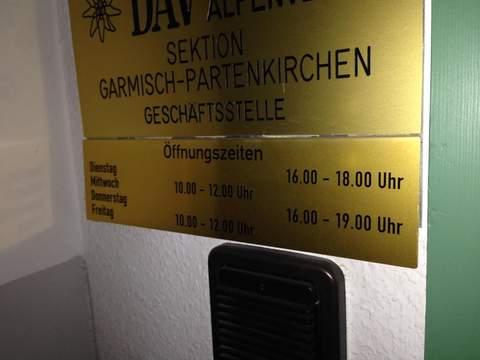 DAV
SEKTION
GARMISCH-PARTENKIRCHEN
GESCHÄFTSSTELLE
Öffnungszeiten
Dienstag 16.00 - 18.00 Uhr
Mittwoch 10.00 - 12.00 Uhr
Donnerstag 16.00 - 19.00 Uhr
Freitag 10.00 - 12.00 Uhr